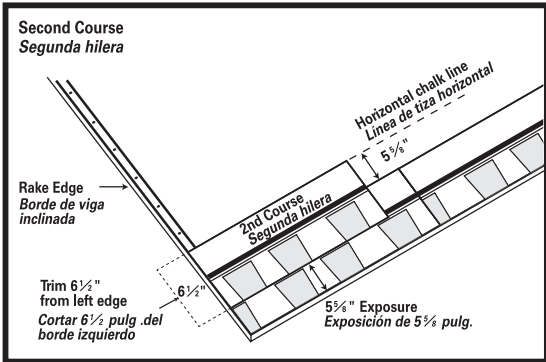 Second Course
Segunda hilera
Horizontal chalk line
Línea de tiza horizontal
5⅝"
Rake Edge
Borde de viga
inclinada
2nd Course
Segunda hilera
Trim 6½"
from left edge
Cortar 6½ pulg .del
borde izquierdo
6½"
5⅝" Exposure
Exposición de 5⅝ pulg.